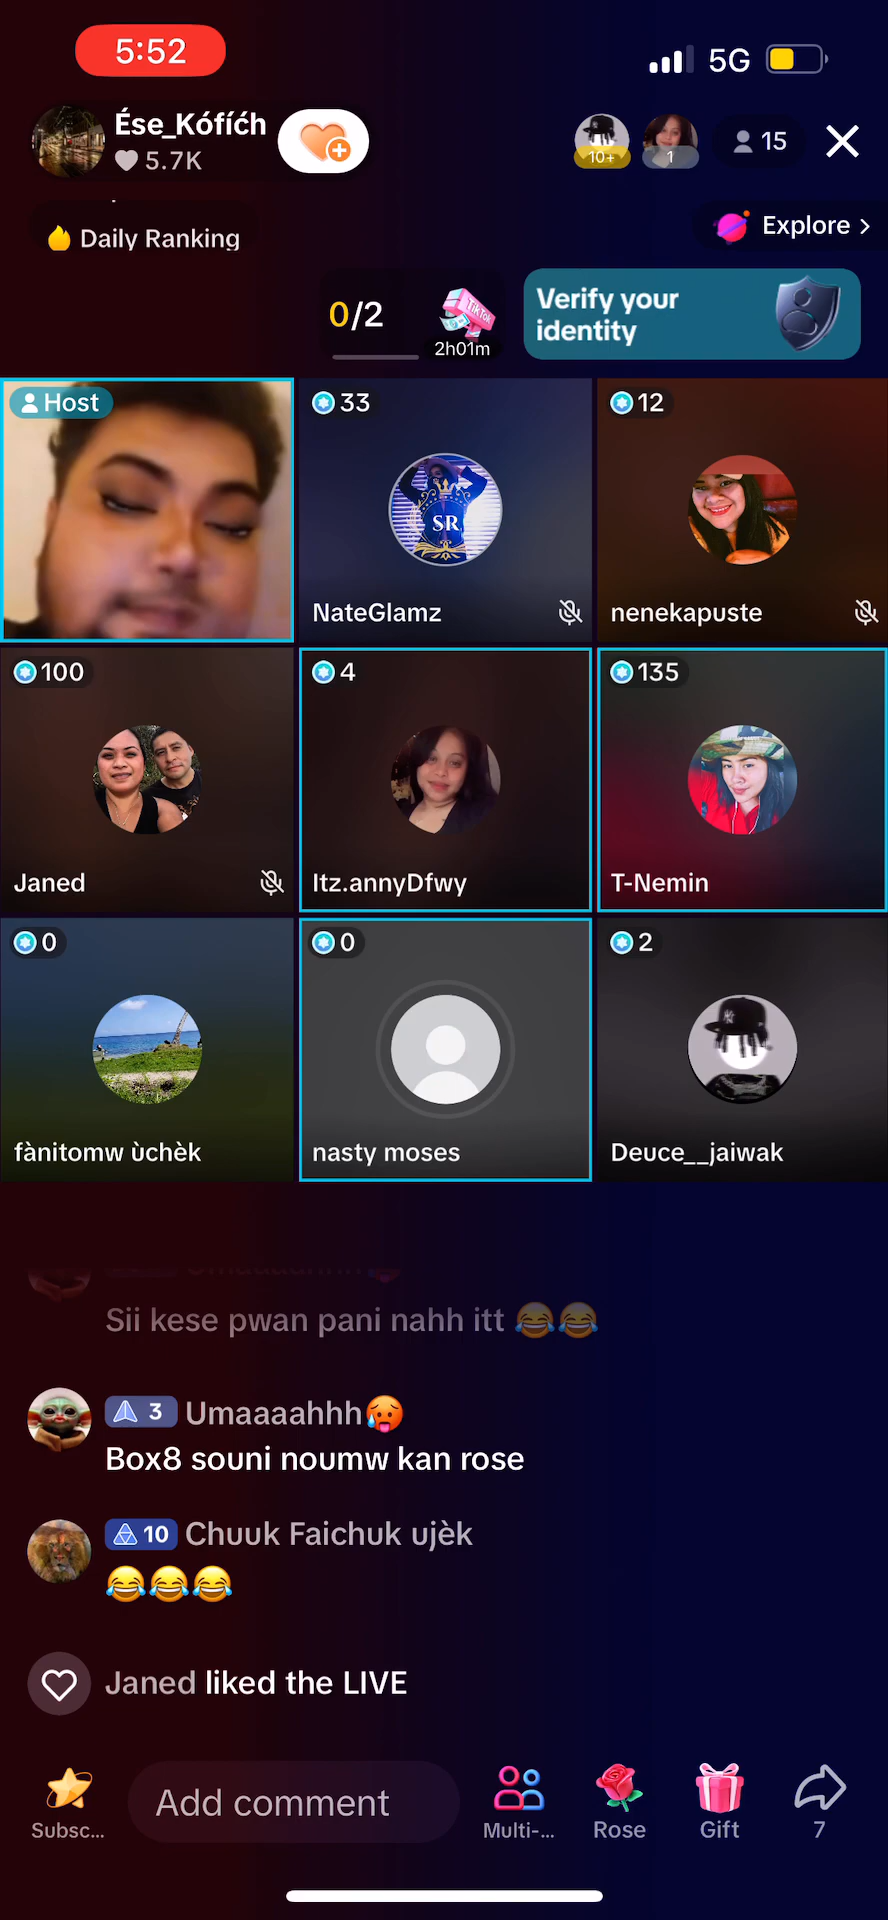 5:52
5G
Ése_Kófíćh
5.7K
10+
1
15
Daily Ranking
Explore >
0/2
TikTok
2h01m
Verify your
identity
Host
33
12
SR
NateGlamz
nenekapuste
100
4
135
Janed
Itz.annyDfwy
T-Nemin
0
0
2
fànitomw ùchèk
nasty moses
Deuce__jaiwak
Sii kese pwan pani nahh itt 😂😂
3 Umaaaahhh🥵
Box8 souni noumw kan rose
10 Chuuk Faichuk ujèk
😂😂😂
Janed liked the LIVE
Add comment
Subsc...
Multi-...
Rose
Gift
7